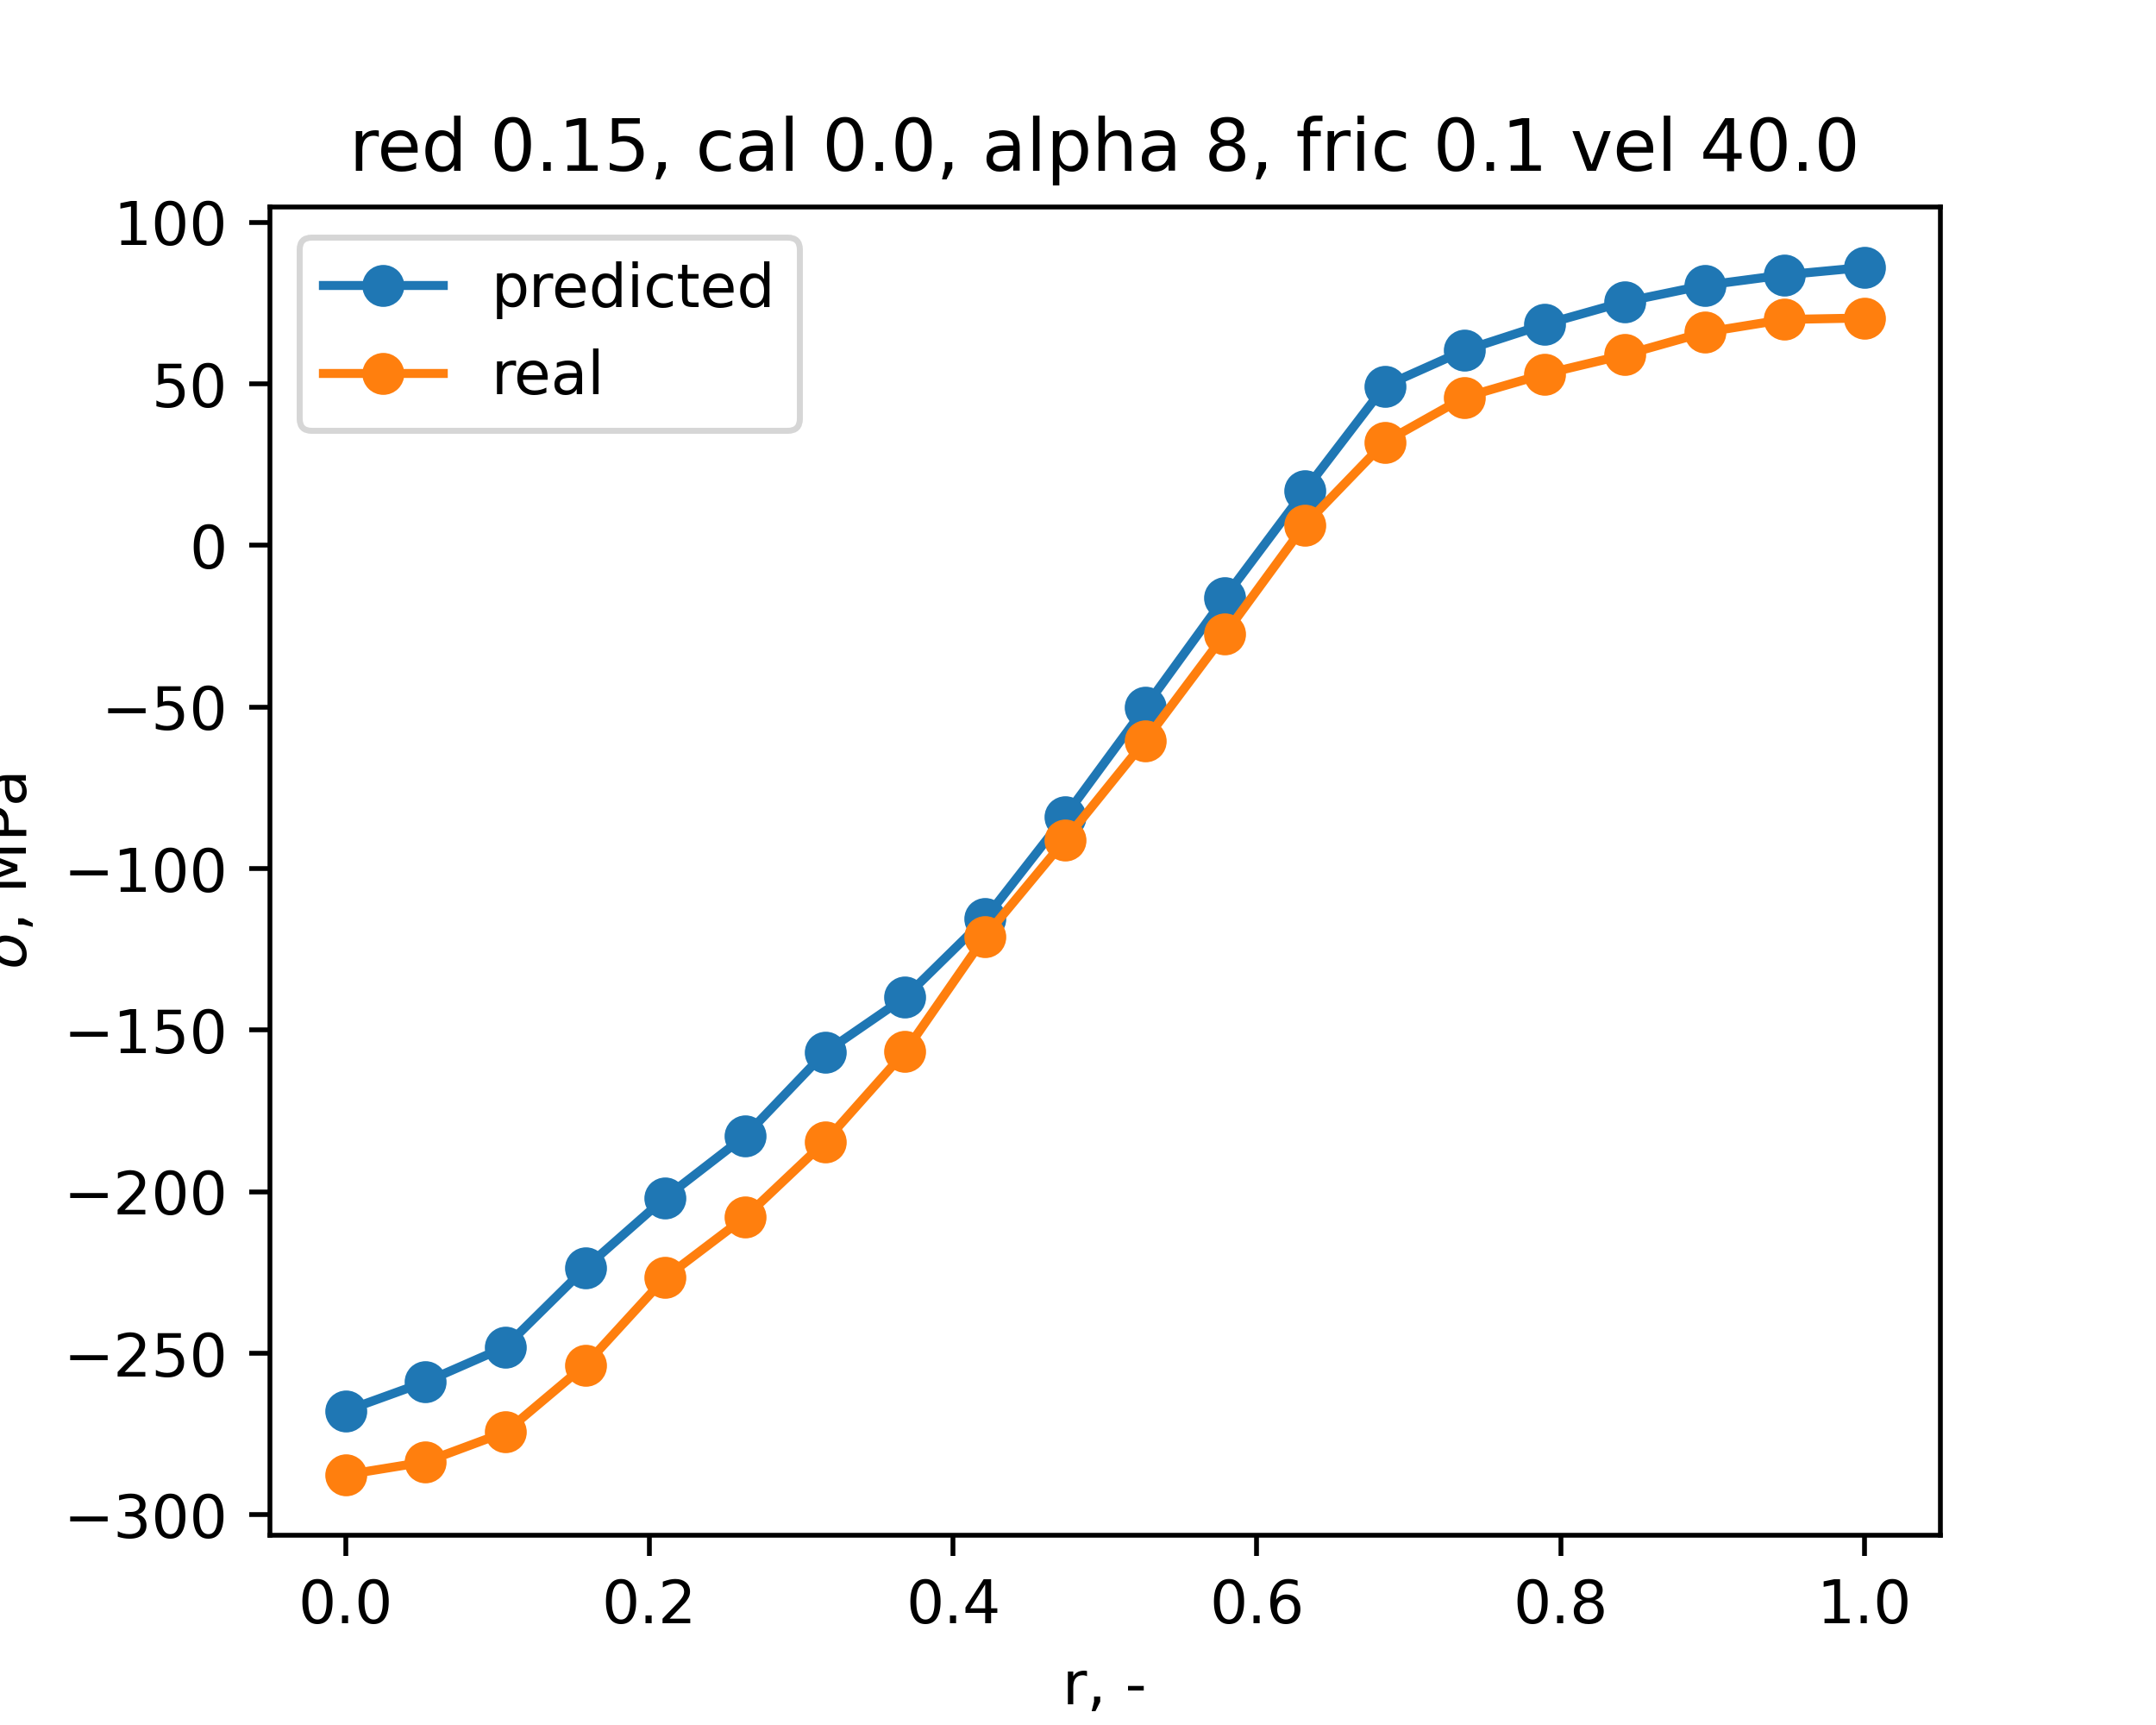 red 0.15, cal 0.0, alpha 8, fric 0.1 vel 40.0
predicted
real
100
50
0
−50
−100
−150
−200
−250
−300
, MPa
0.0 0.2 0.4 0.6 0.8 1.0
r, -